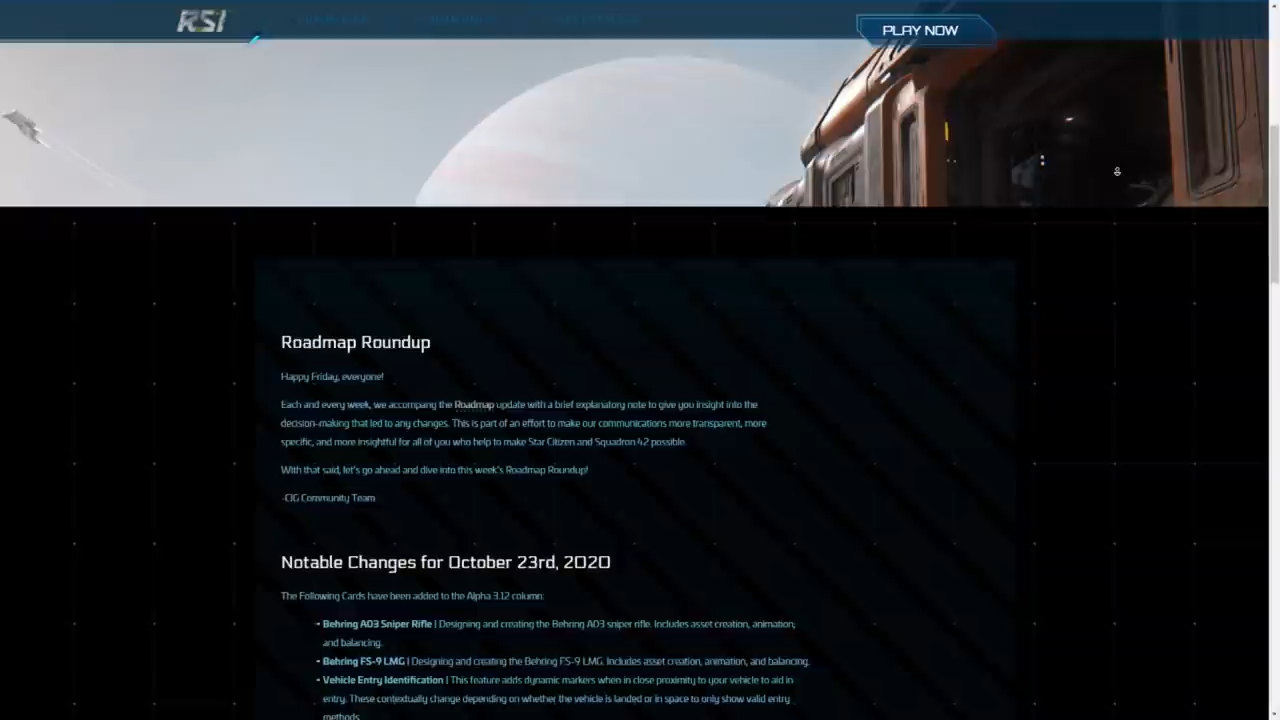 RSI
PLAY NOW
Roadmap Roundup
Happy Friday, everyone!
Each and every week, we accompany the Roadmap update with a brief explanatory note to give you insight into the
decision-making that led to any changes. This is part of an effort to make our communications more transparent, more
specific, and more insightful for all of you who help to make Star Citizen and Squadron 42 possible.
With that said, let's go ahead and dive into this week's Roadmap Roundup!
-CIG Community Team
Notable Changes for October 23rd, 2020
The Following Cards have been added to the Alpha 3.12 column:
- Behring A03 Sniper Rifle | Designing and creating the Behring A03 sniper rifle. Includes asset creation, animation,
and balancing.
- Behring FS-9 LMG | Designing and creating the Behring FS-9 LMG. Includes asset creation, animation, and balancing.
- Vehicle Entry Identification | This feature adds dynamic markers when in close proximity to your vehicle to aid in
entry. These contextually change depending on whether the vehicle is landed or in space to only show valid entry
methods.